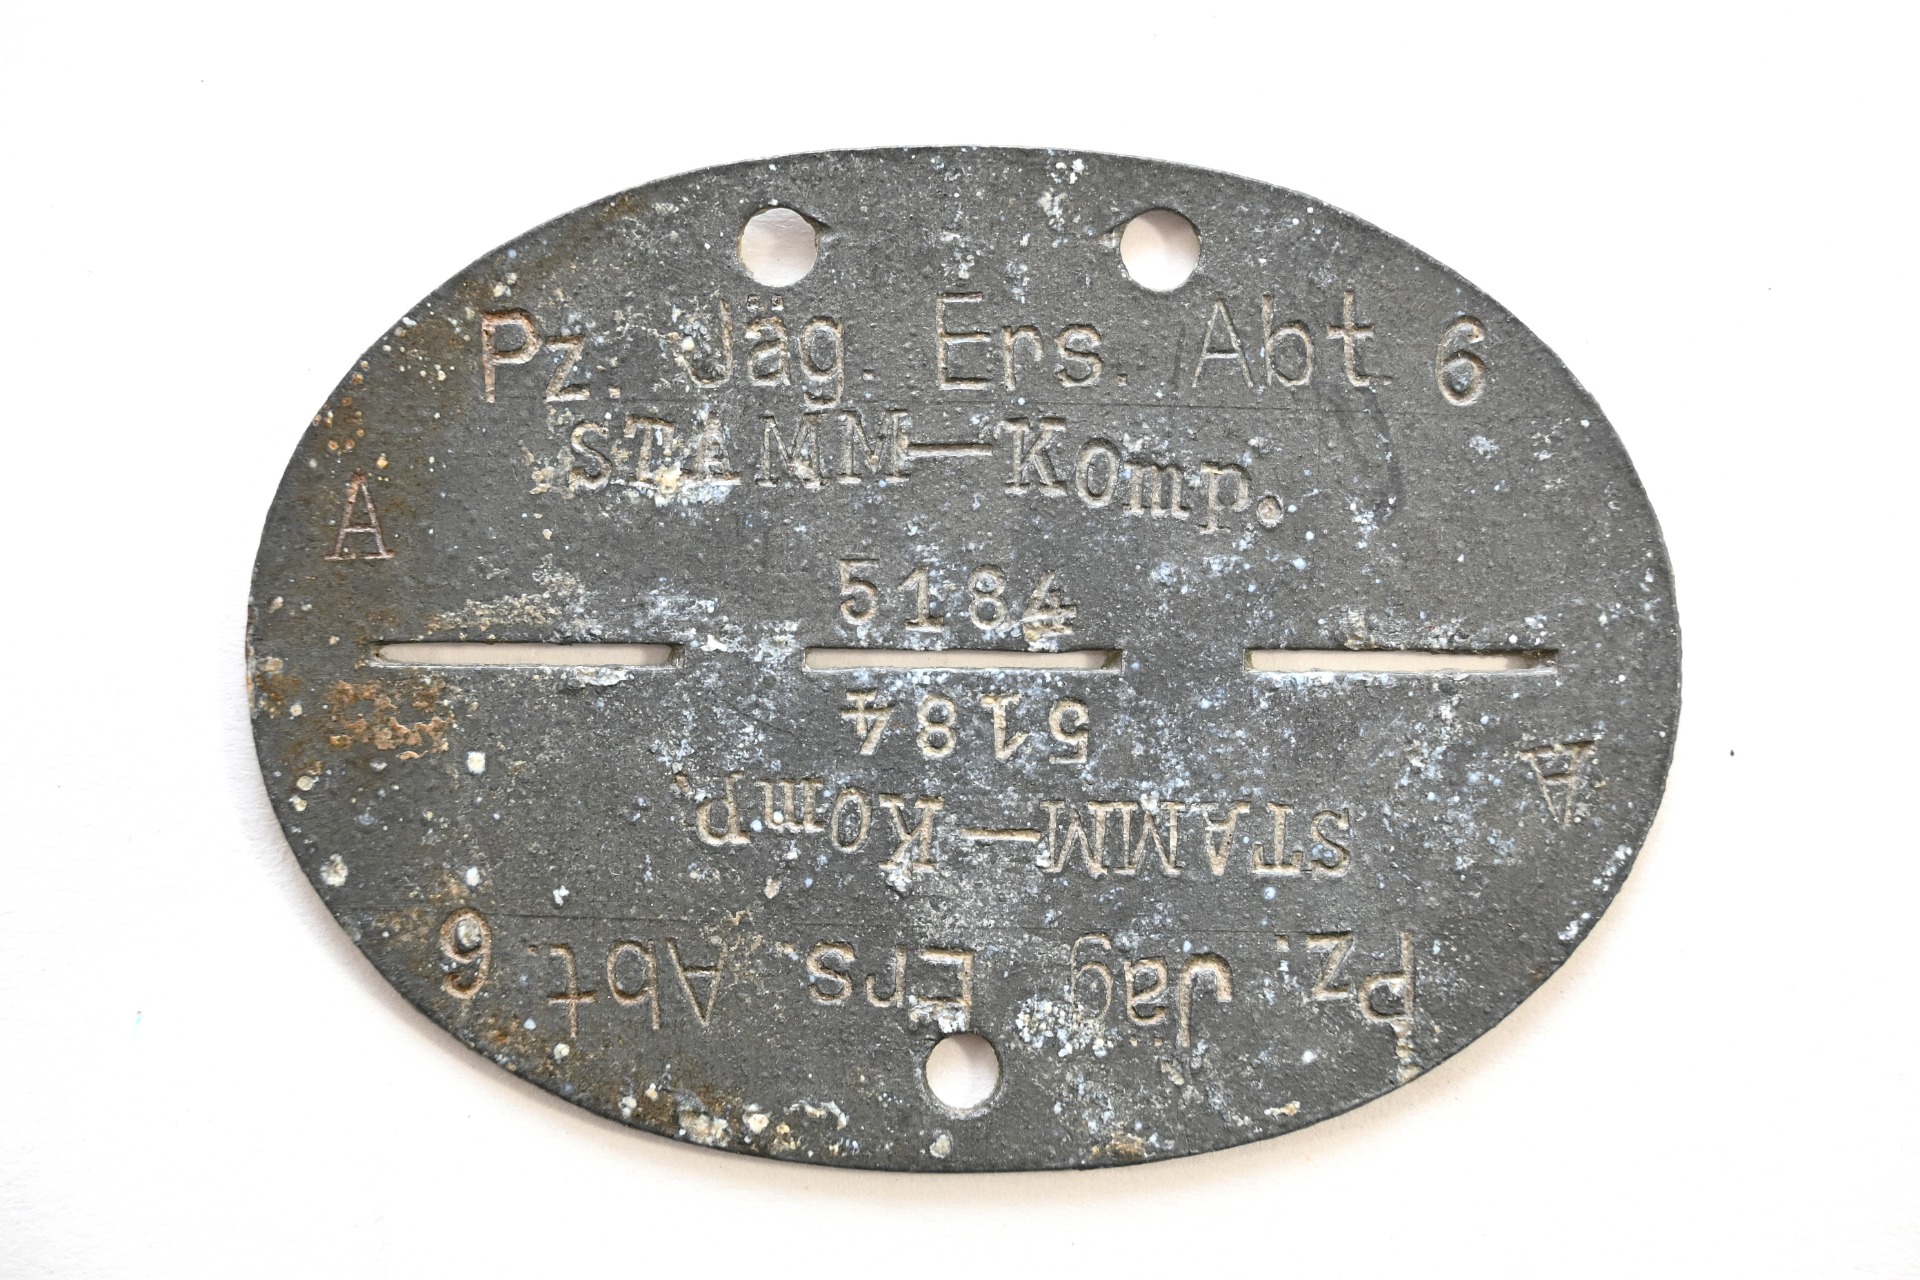 Pz. Jäg. Ers. Abt. 6
STAMM-Komp.
A
5184
5184
A
STAMM-Komp.
Pz. Jäg. Ers. Abt. 6